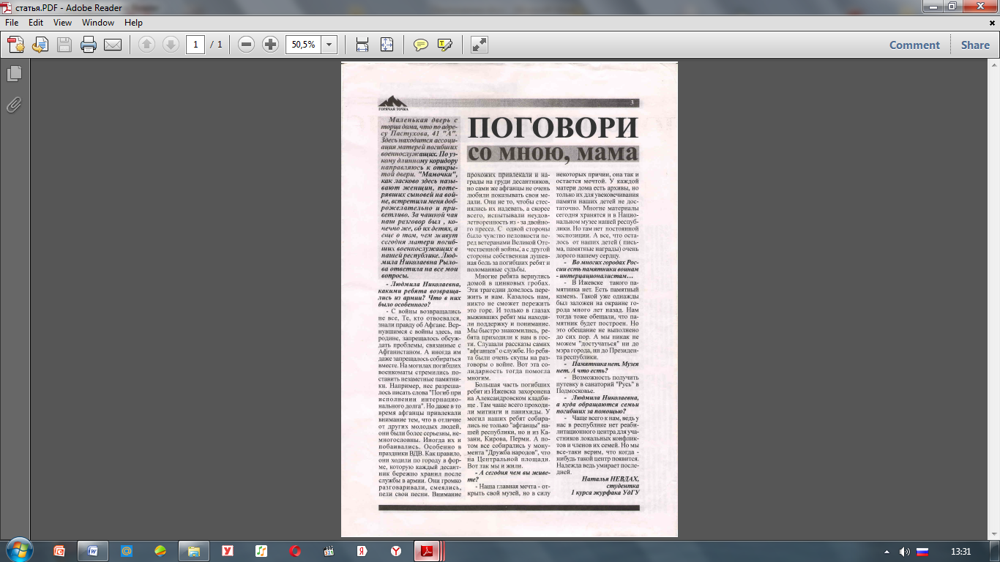 статья.PDF - Adobe Reader
File Edit View Window Help
1 / 1
50,5%
Comment Share
ГОРЯЧАЯ ТОЧКА
3
ПОГОВОРИ
со мною, мама
Маленькая дверь с
торца дома, что по адре-
су Пастухова, 41 "А".
Здесь находится ассоци-
ация матерей погибших
военнослужащих. По уз-
кому длинному коридору
направляюсь к откры-
той двери. "Мамочки",
как ласково здесь назы-
вают женщин, поте-
рявших сыновей на вой-
не, встретили меня доб-
рожелательно и при-
ветливо. За чашкой чая
наш разговор был , ко-
нечно же, об их детях, а
еще о том, чем живут
сегодня матери погиб-
ших военнослужащих в
нашей республике. Люд-
мила Николаевна Рыло-
ва ответила на все мои
вопросы.
- Людмила Николаевна,
какими ребята возвраща-
лись из армии? Что в них
было особенного?
- С войны возвращались
не все. Те, кто отвоевался,
знали правду об Афгане. Вер-
нувшимся с войны здесь, на
родине, запрещалось обсуж-
дать проблемы, связанные с
Афганистаном. А иногда им
даже запрещалось собираться
вместе. На могилах погибших
военкоматы стремились по-
ставить незаметные памятни-
ки. Например, нее разреша-
лось писать слова "Погиб при
исполнении интернацио-
нального долга". Но даже в то
время афганцы привлекали
внимание тем, что в отличие
от других молодых людей,
они были более серьезны, не-
многословны. Иногда их и
побаивались. Особенно в
праздники ВДВ. Как правило,
они ходили по городу в фор-
ме, которую каждый десант-
ник бережно хранил после
службы в армии. Они громко
разговаривали, смеялись,
пели свои песни. Внимание
прохожих привлекали и на-
грады на груди десантников,
но сами же афганцы не очень
любили показывать свои ме-
дали. Они не то, чтобы стес-
нялись их надевать, а скорее
всего, испытывали неудов-
летворенность из - за двойно-
го пресса. С одной стороны
было чувство неловкости пе-
ред ветеранами Великой Оте-
чественной войны, а с другой
стороны собственная душев-
ная боль за погибших ребят и
поломанные судьбы.
Многие ребята вернулись
домой в цинковых гробах.
Эти трагедии довелось пере-
жить и нам. Казалось нам,
никто не сможет пережить
это горе. И только в глазах
выживших ребят мы находи-
ли поддержку и понимание.
Мы быстро знакомились, ре-
бята приходили к нам в гос-
ти. Слушали рассказы самих
"афганцев" о службе. Но ребя-
та были очень скупы на раз-
говоры о войне. Вот эта со-
лидарность тогда помогла
многим.
Большая часть погибших
ребят из Ижевска захоронена
на Александровском кладби-
ще . Там чаще всего проходи-
ли митинги и панихиды. У
могил наших ребят собира-
лись не только "афганцы" на-
шей республики, но и из Ка-
зани, Кирова, Перми. А по-
том все собирались у мону-
мента "Дружба народов", что
на Центральной площади.
Вот так мы и жили.
- А сегодня чем вы живе-
те?
- Наша главная мечта - от-
крыть свой музей, но в силу
некоторых причин, она так и
остается мечтой. У каждой
матери дома есть архивы, но
только их для увековечивания
памяти наших детей не дос-
таточно. Многие материалы
сегодня хранятся и в Нацио-
нальном музее нашей респуб-
лики. Но там нет постоянной
экспозиции. А все, что оста-
лось от наших детей ( пись-
ма, памятные награды) очень
дорого нашему сердцу.
- Во многих городах Рос-
сии есть памятники воинам
- интернационалистам...
- В Ижевске такого па-
мятника нет. Есть памятный
камень. Такой уже однажды
был заложен на окраине го-
рода много лет назад. Нам
тогда тоже обещали, что па-
мятник будет построен. Но
это обещание не выполнено
до сих пор. А мы никак не
можем "достучаться" ни до
мэра города, ни до Президен-
та республики.
- Памятника нет. Музея
нет. А что есть?
- Возможность получить
путевку в санаторий "Русь" в
Подмосковье.
- Людмила Николаевна,
а куда обращаются семьи
погибших за помощью?
- Чаще всего к нам, ведь у
нас в республике нет реаби-
литационного центра для уча-
стников локальных конфлик-
тов и членов их семей. Но мы
все-таки верим, что когда -
нибудь такой центр появится.
Надежда ведь умирает после-
дней.
Наталья НЕВДАХ,
студентка
1 курса журфака УдГУ
13:31